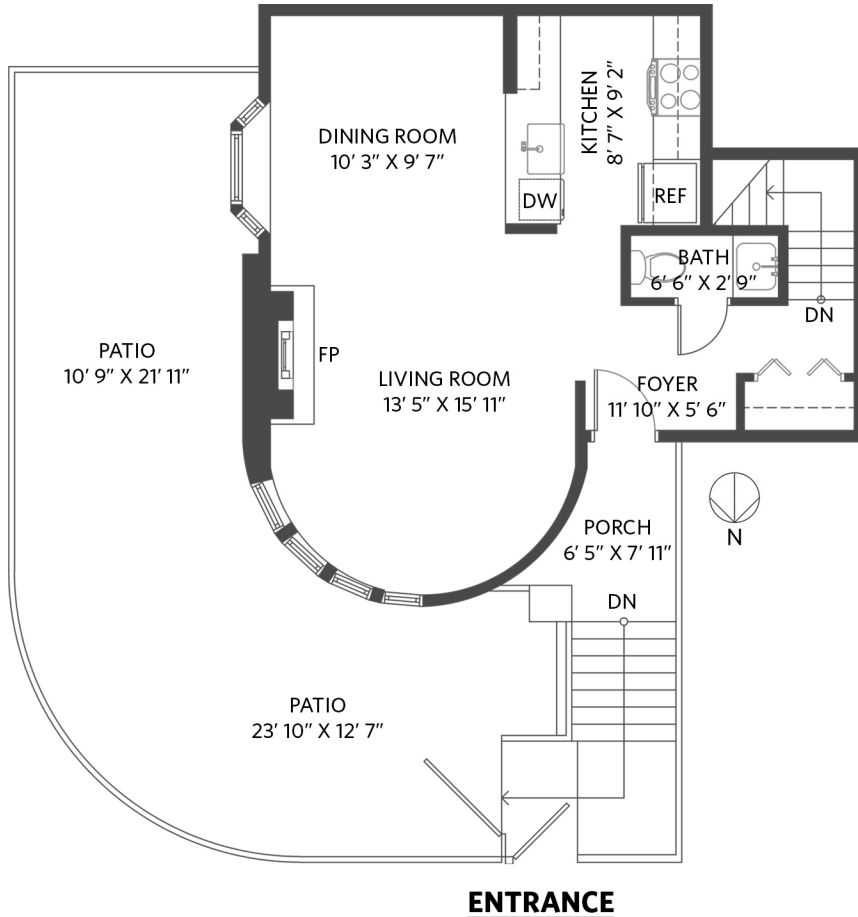 DINING ROOM
10' 3" X 9' 7"
KITCHEN
8' 7" X 9' 2"
DW
REF
BATH
6' 6" X 2' 9"
DN
PATIO
10' 9" X 21' 11"
FP
LIVING ROOM
13' 5" X 15' 11"
FOYER
11' 10" X 5' 6"
PORCH
6' 5" X 7' 11"
N
DN
PATIO
23' 10" X 12' 7"
ENTRANCE